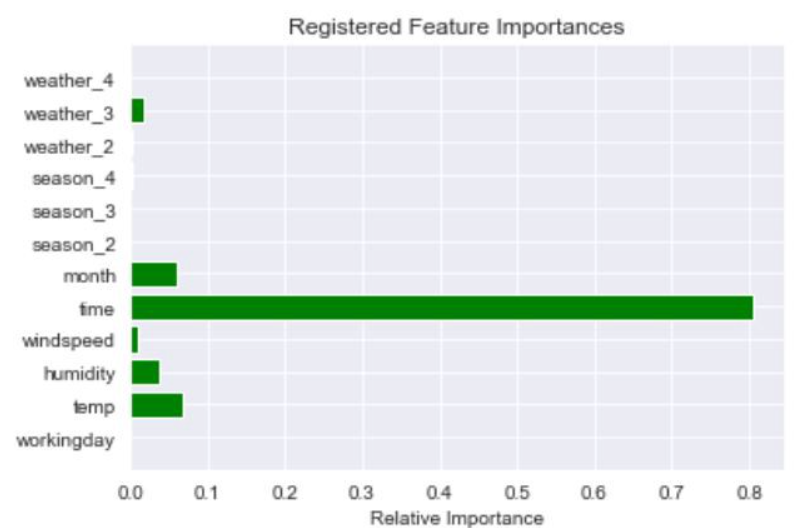 Registered Feature Importances
weather_4
weather_3
weather_2
season_4
season_3
season_2
month
time
windspeed
humidity
temp
workingday
0.0 0.1 0.2 0.3 0.4 0.5 0.6 0.7 0.8
Relative Importance